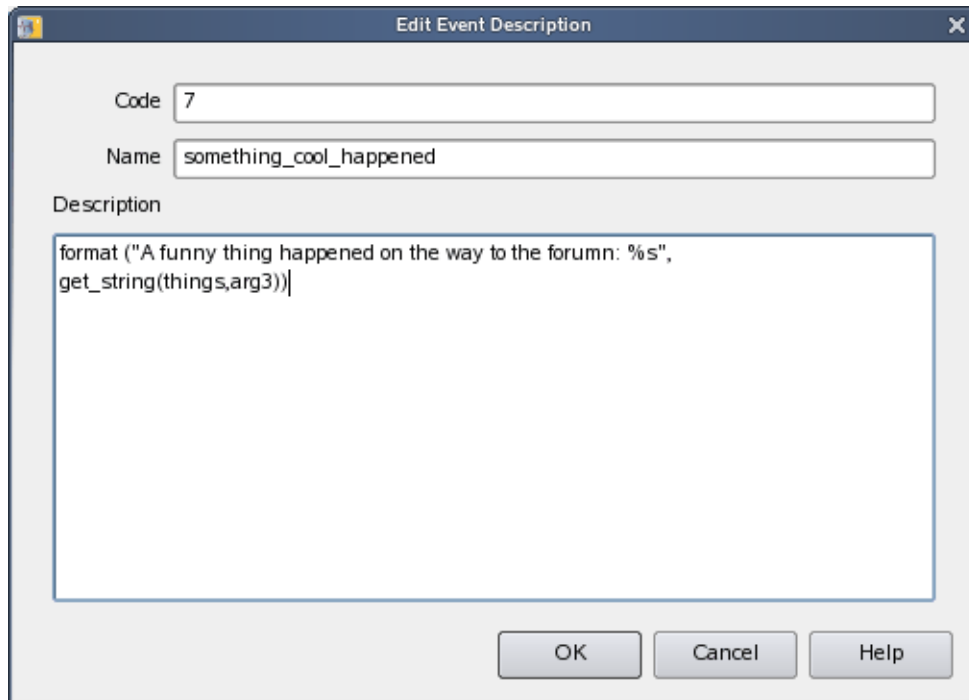 Edit Event Description
Code 7
Name something_cool_happened
Description
format ("A funny thing happened on the way to the forumn: %s",
get_string(things,arg3))
OK Cancel Help